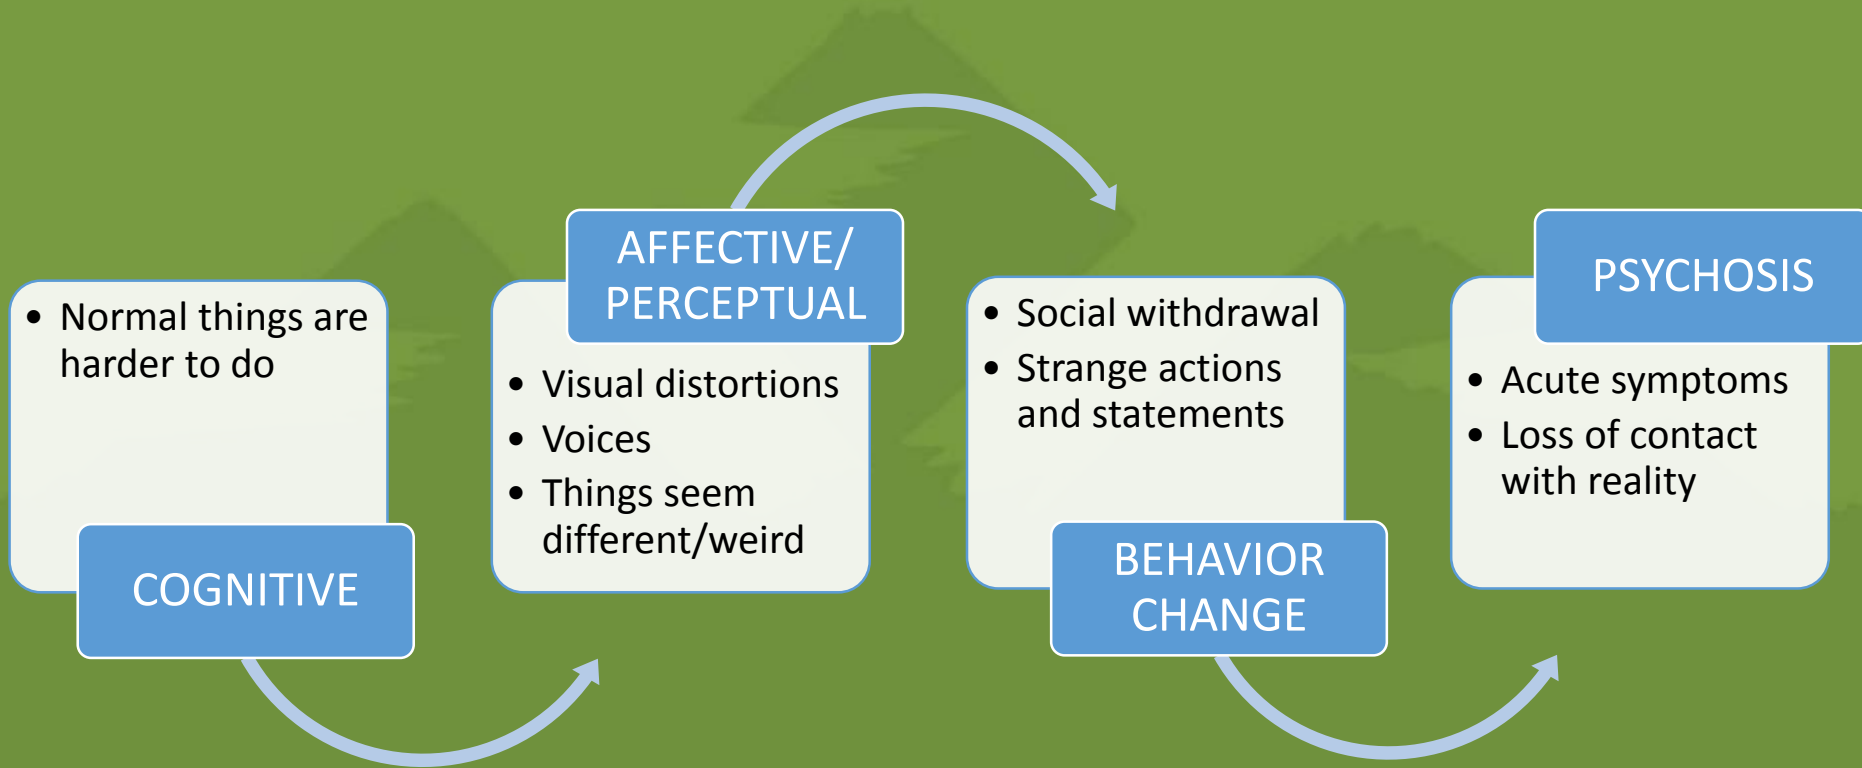 • Normal things are
harder to do
COGNITIVE
AFFECTIVE/
PERCEPTUAL
• Visual distortions
• Voices
• Things seem
different/weird
• Social withdrawal
• Strange actions
and statements
BEHAVIOR
CHANGE
PSYCHOSIS
• Acute symptoms
• Loss of contact
with reality